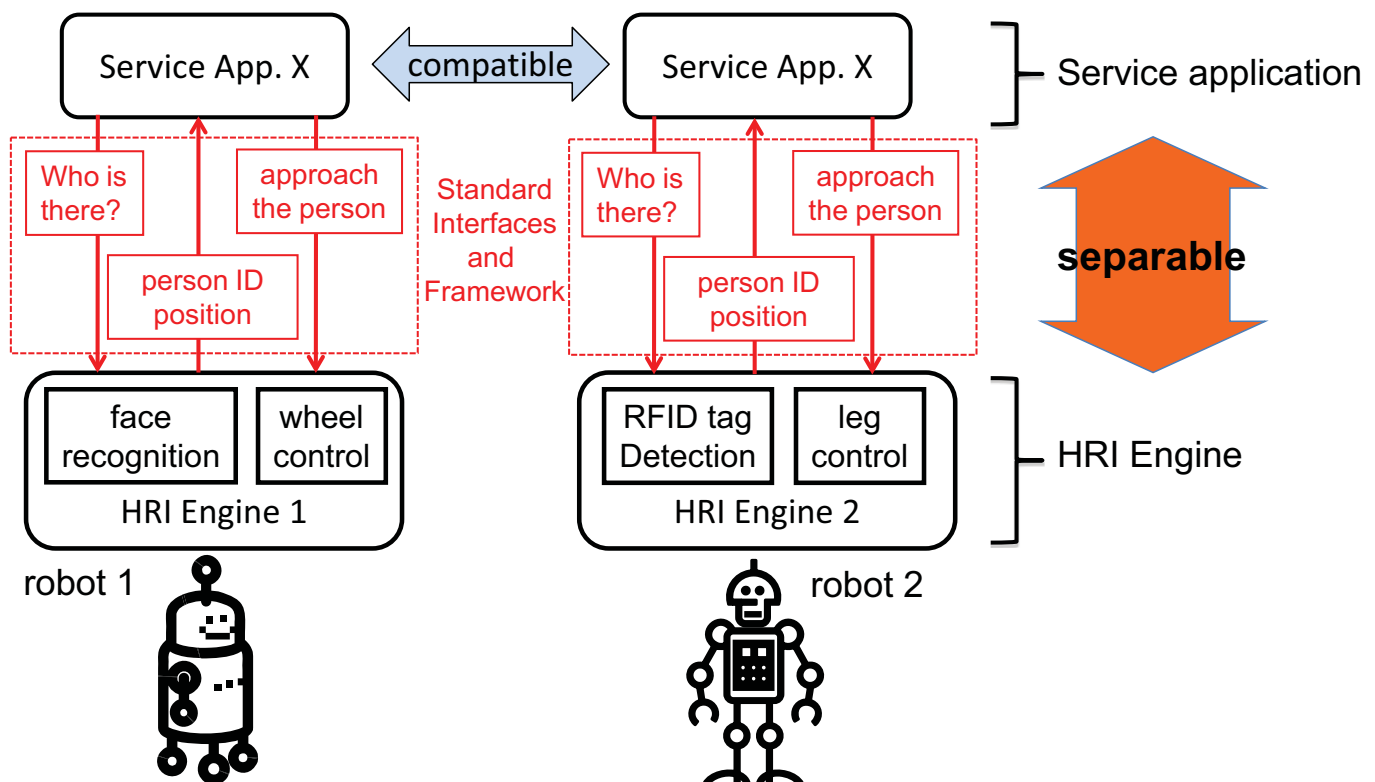 Service App. X
compatible
Service App. X
Service application
Who is
there?
approach
the person
person ID
position
Standard
Interfaces
and
Framework
Who is
there?
approach
the person
person ID
position
separable
face
recognition
wheel
control
HRI Engine 1
RFID tag
Detection
leg
control
HRI Engine 2
HRI Engine
robot 1
robot 2